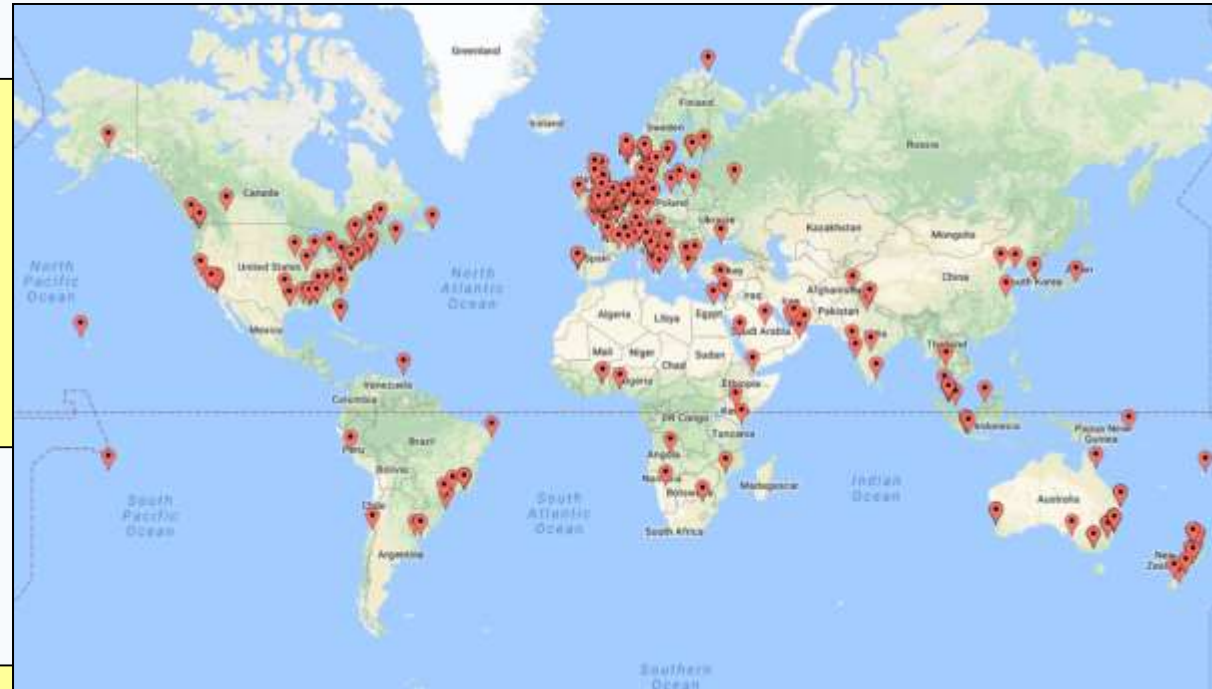 Greenland
Iceland
Finland
Sweden
Russia
Canada
Poland
Ukraine
Kazakhstan
Mongolia
North
Pacific
Ocean
United States
North
Atlantic
Ocean
Spain
Turkey
China
South Korea
Afghanistan
Iraq
Iran
Pakistan
Algeria
Libya
Egypt
Saudi Arabia
India
Mexico
Mali
Niger
Chad
Sudan
Thailand
Nigeria
Ethiopia
Venezuela
Colombia
DR Congo
Kenya
Indonesia
Papua New
Guinea
Tanzania
Brazil
Peru
Angola
Bolivia
Namibia
Botswana
Madagascar
Indian
Ocean
Australia
South
Pacific
Ocean
Chile
South
Atlantic
Ocean
South Africa
Argentina
New
Zealand
Southern
Ocean